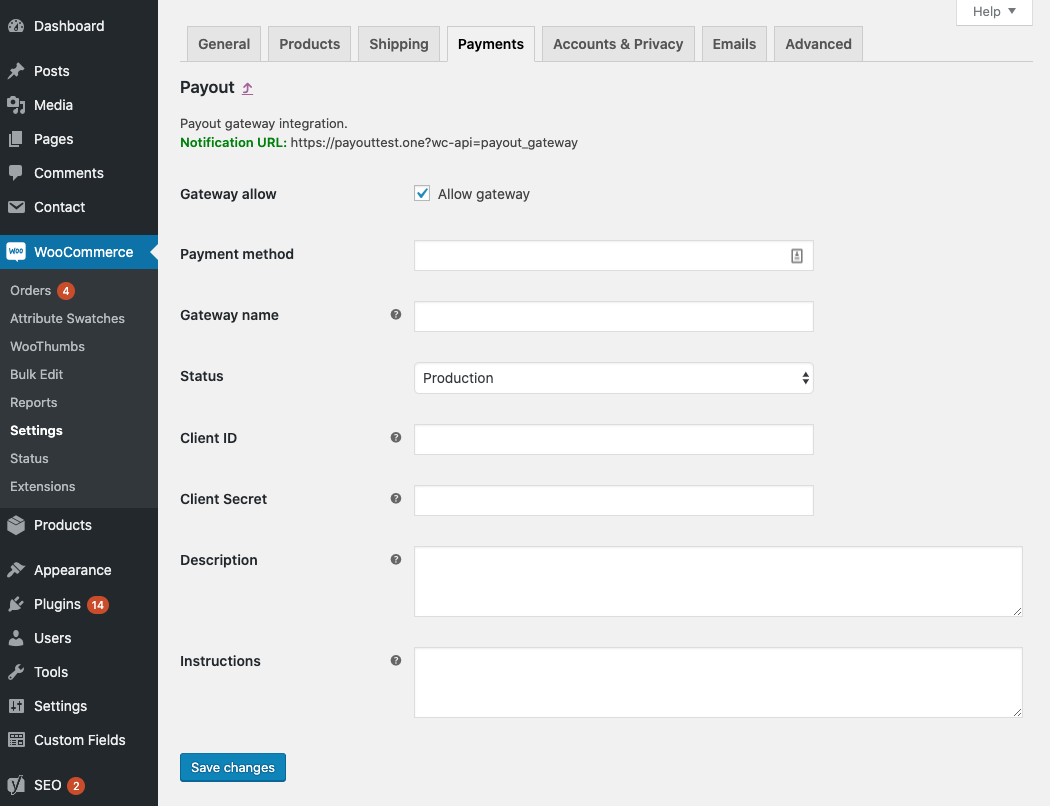 Help
Dashboard
Posts
Media
Pages
Comments
Contact
woo WooCommerce
Orders 4
Attribute Swatches
WooThumbs
Bulk Edit
Reports
Settings
Status
Extensions
Products
Appearance
Plugins 14
Users
Tools
Settings
Custom Fields
SEO 2
General Products Shipping Payments Accounts & Privacy Emails Advanced
Payout
Payout gateway integration.
Notification URL: https://payouttest.one?wc-api=payout_gateway
Gateway allow Allow gateway
Payment method
Gateway name ?
Status Production
Client ID ?
Client Secret ?
Description ?
Instructions ?
Save changes